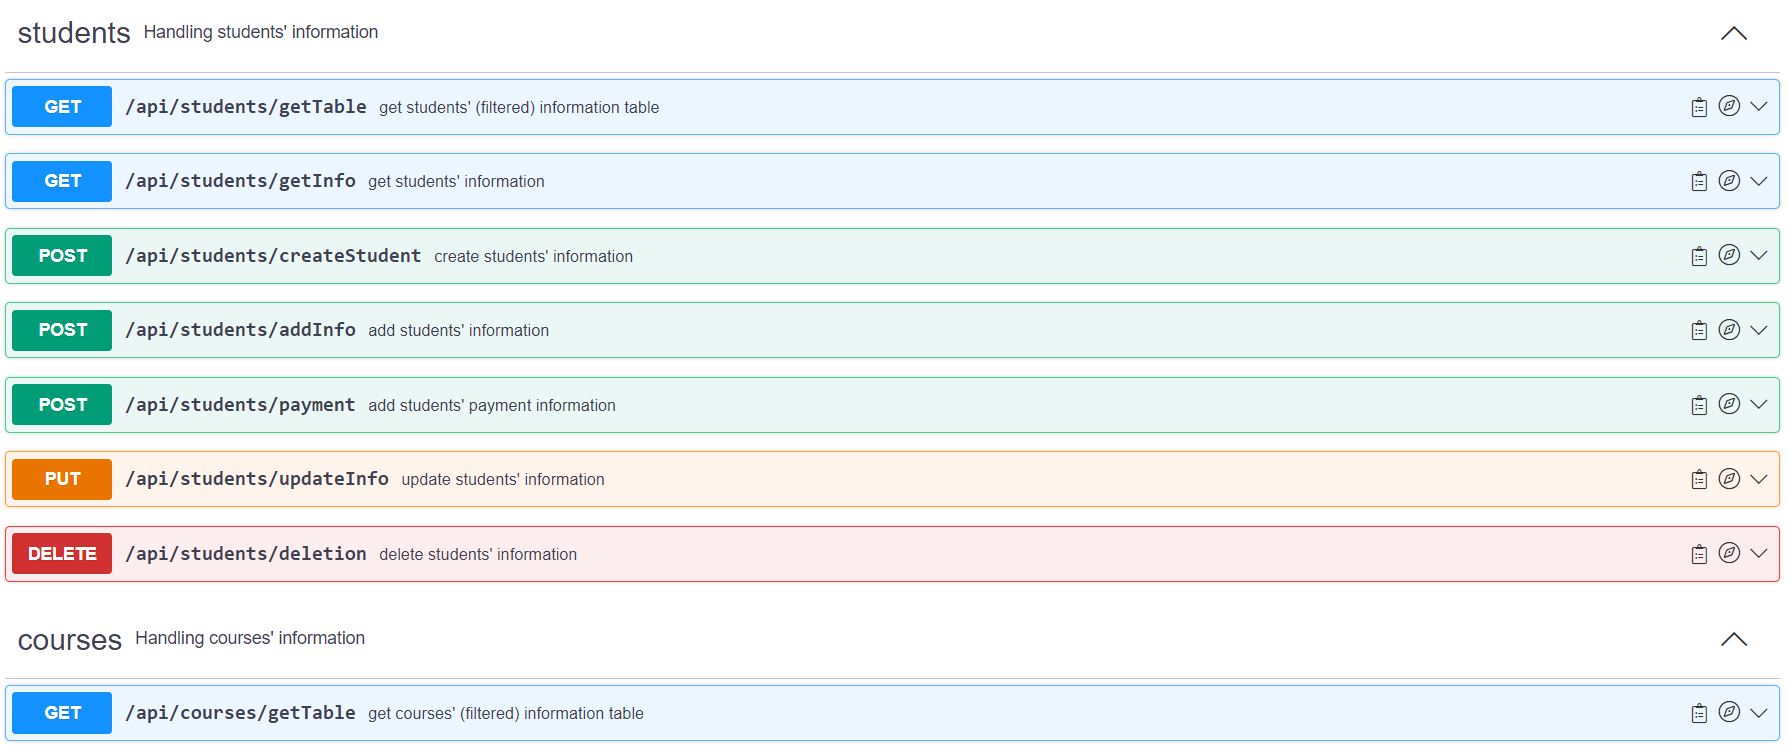 students Handling students' information
GET /api/students/getTable get students' (filtered) information table
GET /api/students/getInfo get students' information
POST /api/students/createStudent create students' information
POST /api/students/addInfo add students' information
POST /api/students/payment add students' payment information
PUT /api/students/updateInfo update students' information
DELETE /api/students/deletion delete students' information
courses Handling courses' information
GET /api/courses/getTable get courses' (filtered) information table